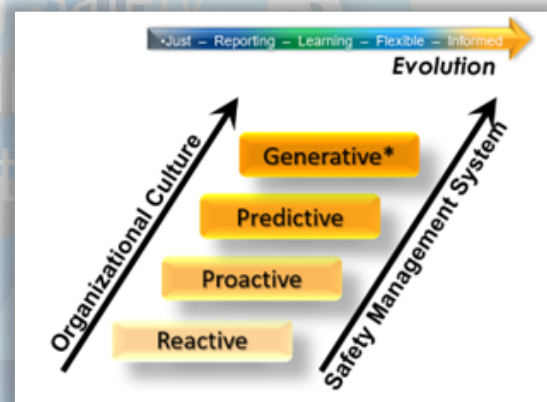 •Just – Reporting – Learning – Flexible – Informed
Evolution
Generative*
Predictive
Proactive
Reactive
Organizational Culture
Safety Management System